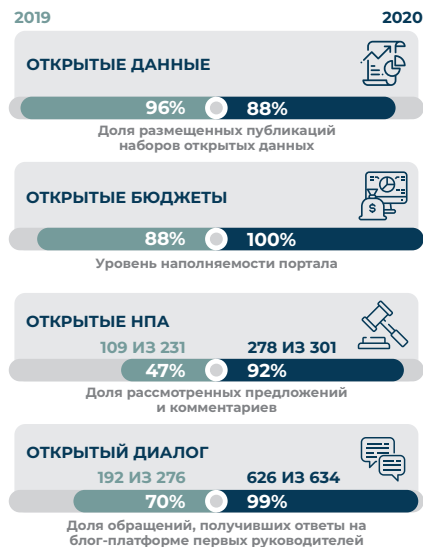 2019 2020
ОТКРЫТЫЕ ДАННЫЕ
96% 88%
Доля размещенных публикаций
наборов открытых данных
ОТКРЫТЫЕ БЮДЖЕТЫ
$
88% 100%
Уровень наполняемости портала
ОТКРЫТЫЕ НПА
109 ИЗ 231 278 ИЗ 301
47% 92%
Доля рассмотренных предложений
и комментариев
ОТКРЫТЫЙ ДИАЛОГ
192 ИЗ 276 626 ИЗ 634
70% 99%
Доля обращений, получивших ответы на
блог-платформе первых руководителей